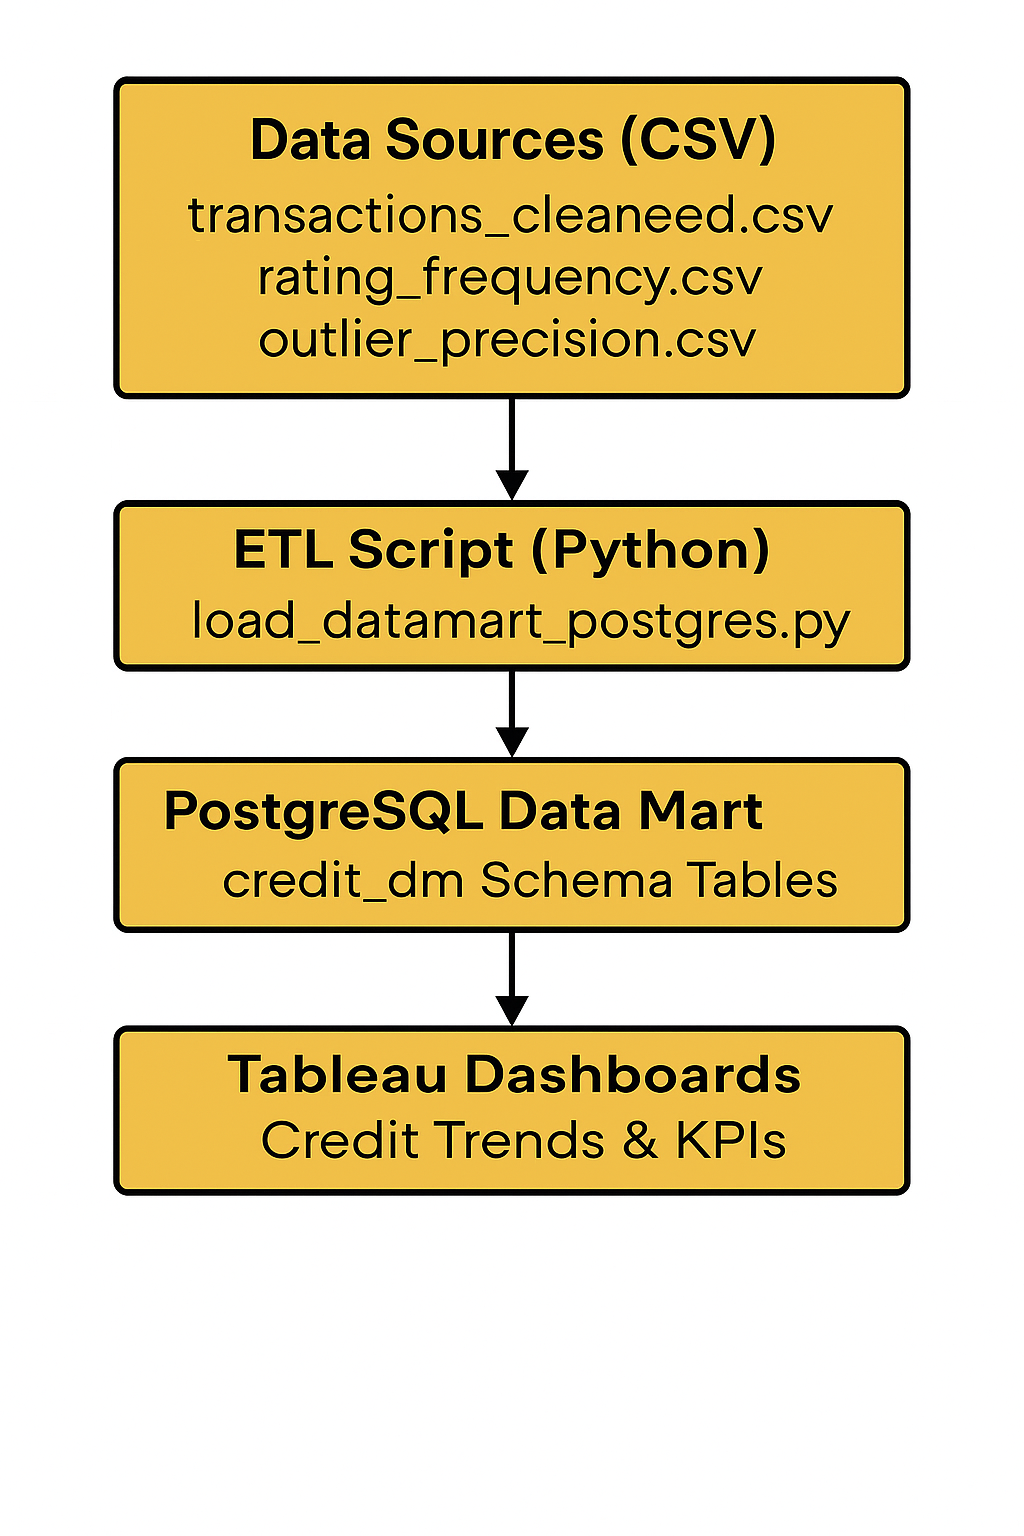 Data Sources (CSV)
transactions_cleaneed.csv
rating_frequency.csv
outlier_precision.csv
ETL Script (Python)
load_datamart_postgres.py
PostgreSQL Data Mart
credit_dm Schema Tables
Tableau Dashboards
Credit Trends & KPIs